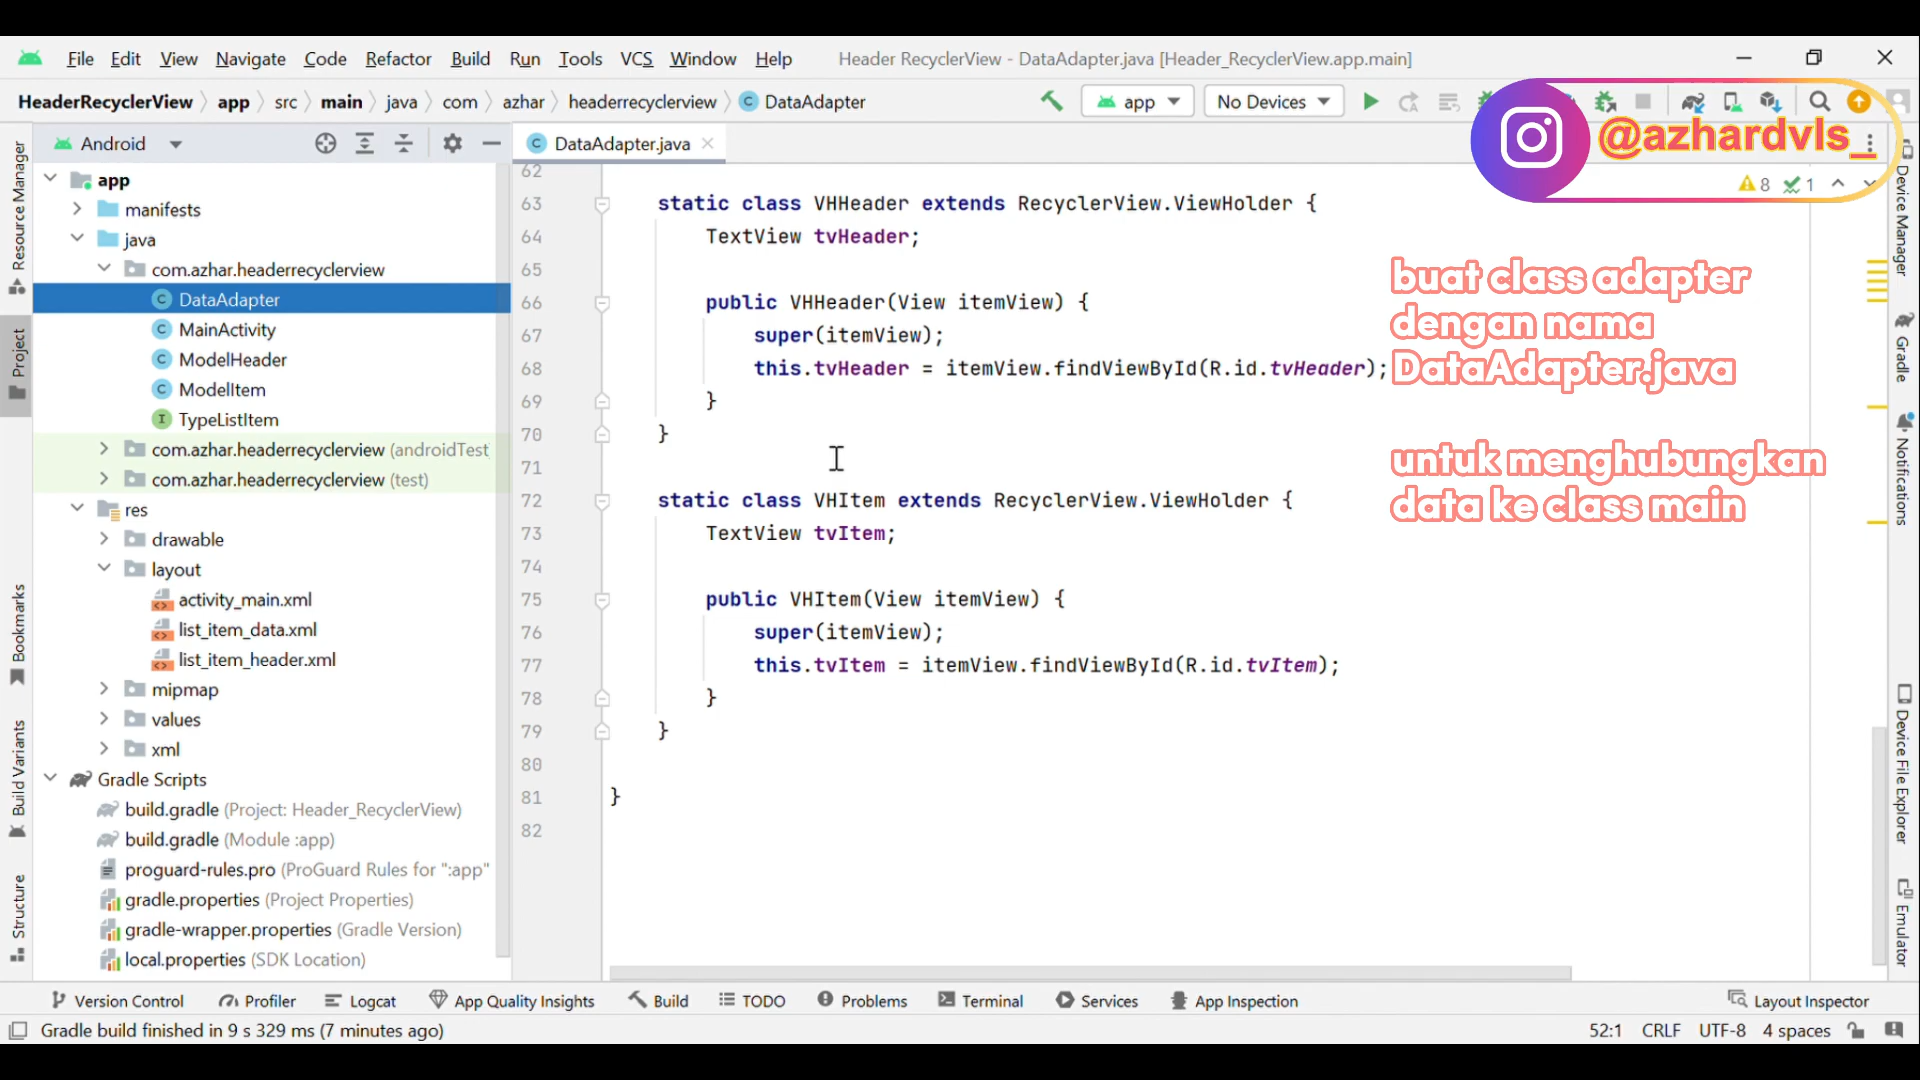 File Edit View Navigate Code Refactor Build Run Tools VCS Window Help Header RecyclerView - DataAdapter.java [Header_RecyclerView.app.main]
HeaderRecyclerView app src main java com azhar headerrecyclerview DataAdapter app No Devices
@azhardvls_
Android
DataAdapter.java
8 1
Resource Manager
Project
Bookmarks
Build Variants
Structure
app
manifests
java
com.azhar.headerrecyclerview
DataAdapter
MainActivity
ModelHeader
ModelItem
TypeListItem
com.azhar.headerrecyclerview (androidTest
com.azhar.headerrecyclerview (test)
res
drawable
layout
activity_main.xml
list_item_data.xml
list_item_header.xml
mipmap
values
xml
Gradle Scripts
build.gradle (Project: Header_RecyclerView)
build.gradle (Module :app)
proguard-rules.pro (ProGuard Rules for ":app"
gradle.properties (Project Properties)
gradle-wrapper.properties (Gradle Version)
local.properties (SDK Location)
62
63 static class VHHeader extends RecyclerView.ViewHolder {
64 TextView tvHeader;
65
66 public VHHeader(View itemView) {
67 super(itemView);
68 this.tvHeader = itemView.findViewById(R.id.tvHeader);
69 }
70 }
71
72 static class VHItem extends RecyclerView.ViewHolder {
73 TextView tvItem;
74
75 public VHItem(View itemView) {
76 super(itemView);
77 this.tvItem = itemView.findViewById(R.id.tvItem);
78 }
79 }
80
81 }
82
buat class adapter
dengan nama
DataAdapter.java
untuk menghubungkan
data ke class main
Device Manager
Gradle
Notifications
Device File Explorer
Emulator
Version Control Profiler Logcat App Quality Insights Build TODO Problems Terminal Services App Inspection Layout Inspector
Gradle build finished in 9 s 329 ms (7 minutes ago) 52:1 CRLF UTF-8 4 spaces